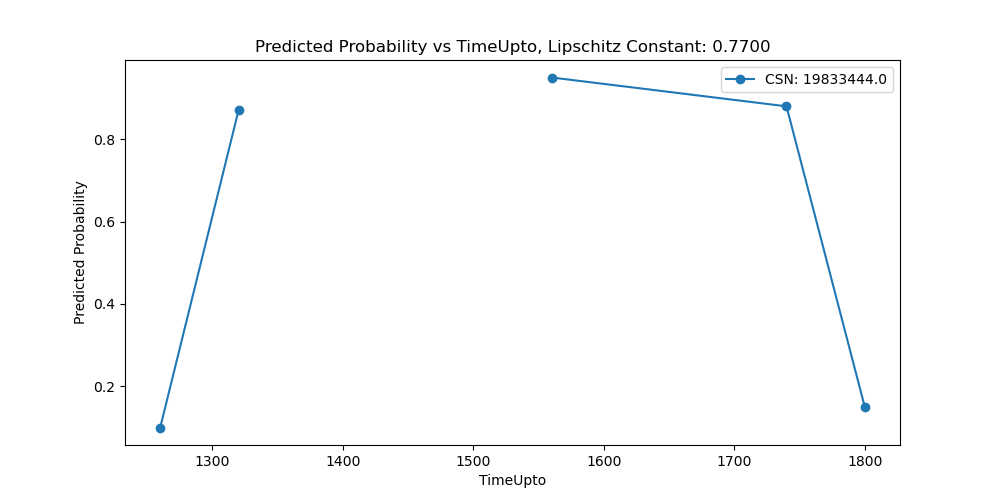 Predicted Probability vs TimeUpto, Lipschitz Constant: 0.7700
CSN: 19833444.0
Predicted Probability
0.8
0.6
0.4
0.2
1300 1400 1500 1600 1700 1800
TimeUpto